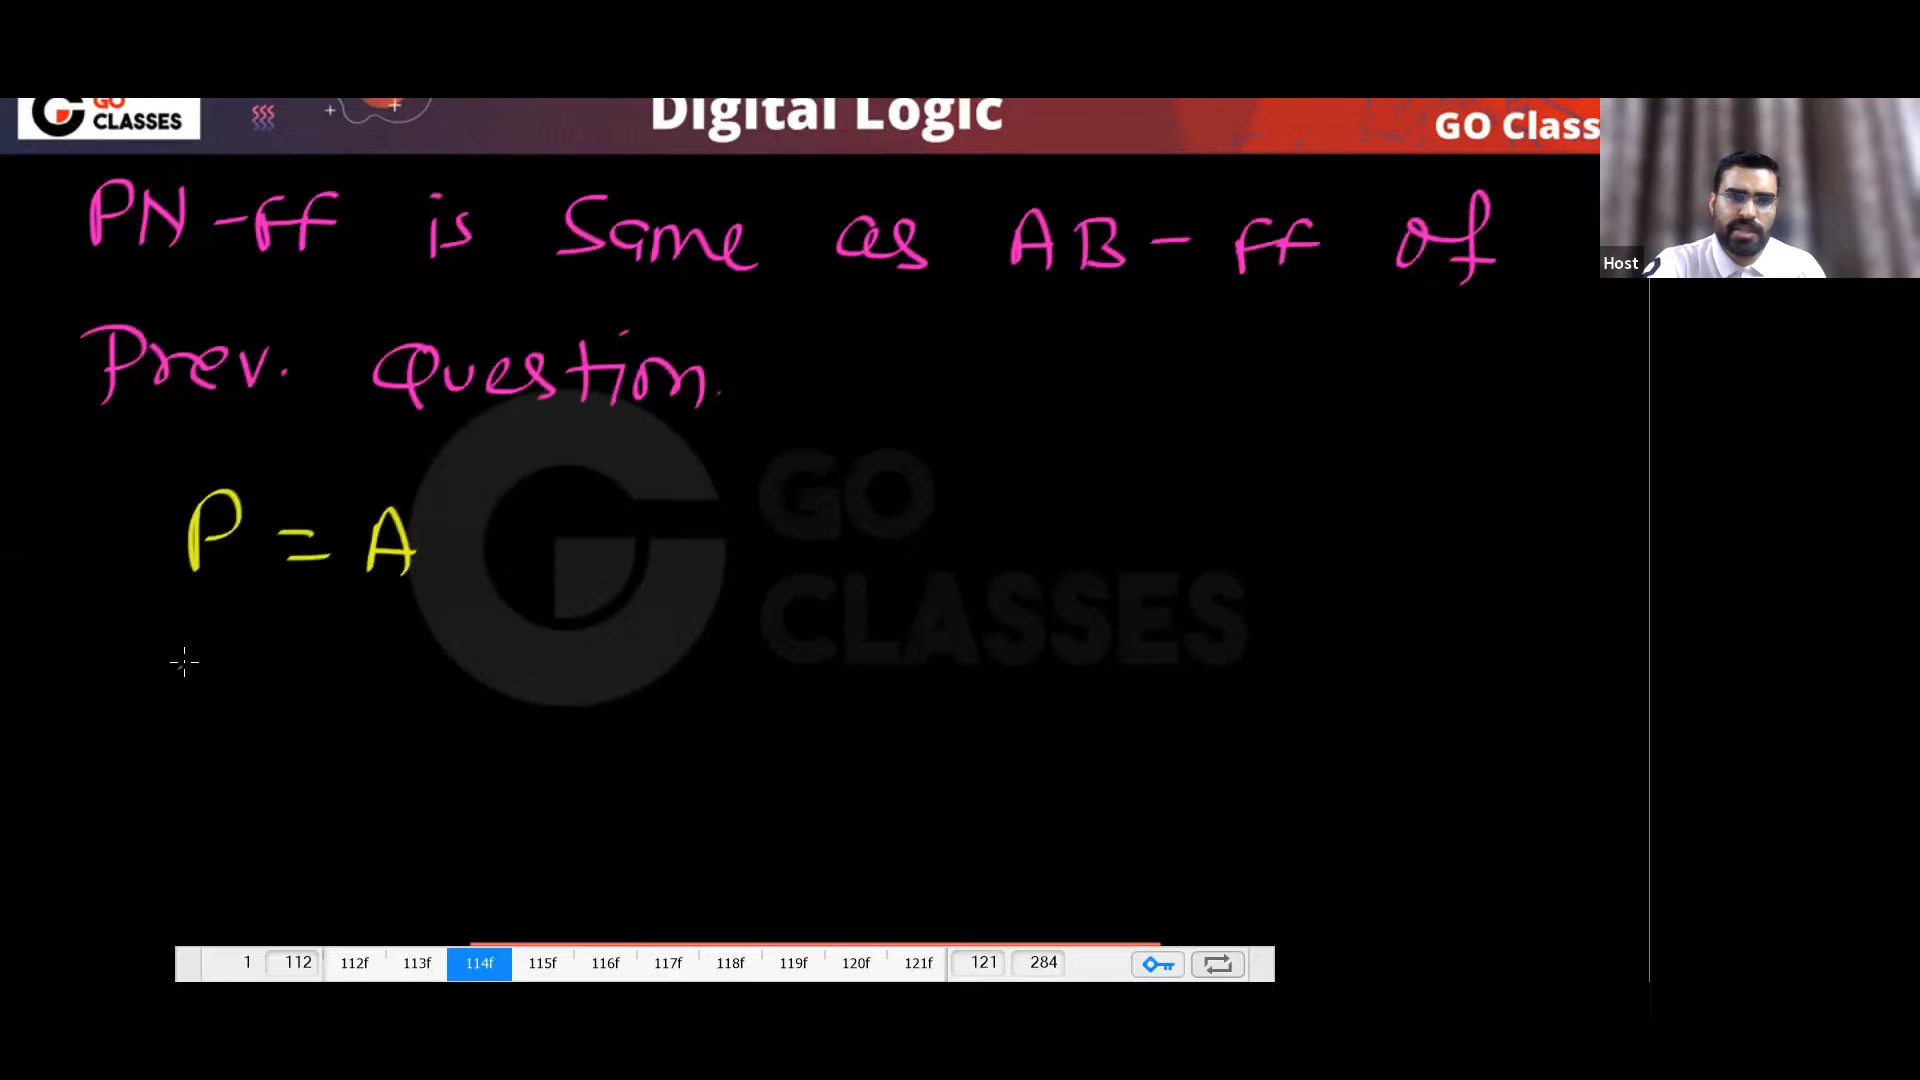 GO
CLASSES
Digital Logic
GO Class
PN-ff is Same as AB-ff of
Host
Prev. Question.
P = A
GO
CLASSES
1 112 112f 113f 114f 115f 116f 117f 118f 119f 120f 121f 121 284